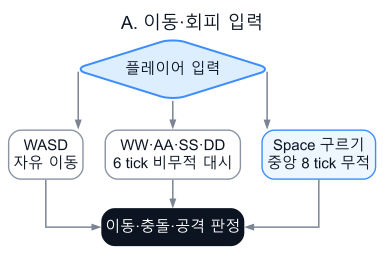 A. 이동·회피 입력
플레이어 입력
WASD
자유 이동
WW·AA·SS·DD
6 tick 비무적 대시
Space 구르기
중앙 8 tick 무적
이동·충돌·공격 판정